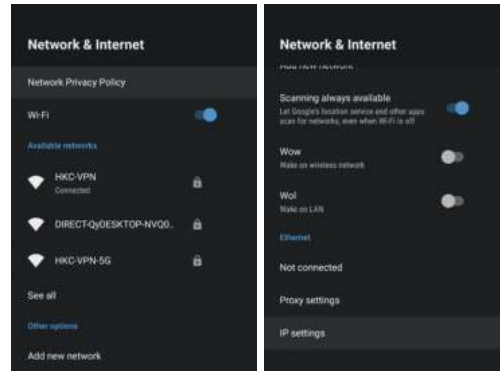 Network & Internet
Network Privacy Policy
Wi-Fi
Available networks
HKC-VPN
Connected
DIRECT-QyDESKTOP-NVQ0..
HKC-VPN-5G
See all
Other options
Add new network
Network & Internet
Add new network
Scanning always available
Let Google's location service and other apps
scan for networks, even when Wi-Fi is off
Wow
Wake on wireless network
Wol
Wake on LAN
Ethernet
Not connected
Proxy settings
IP settings